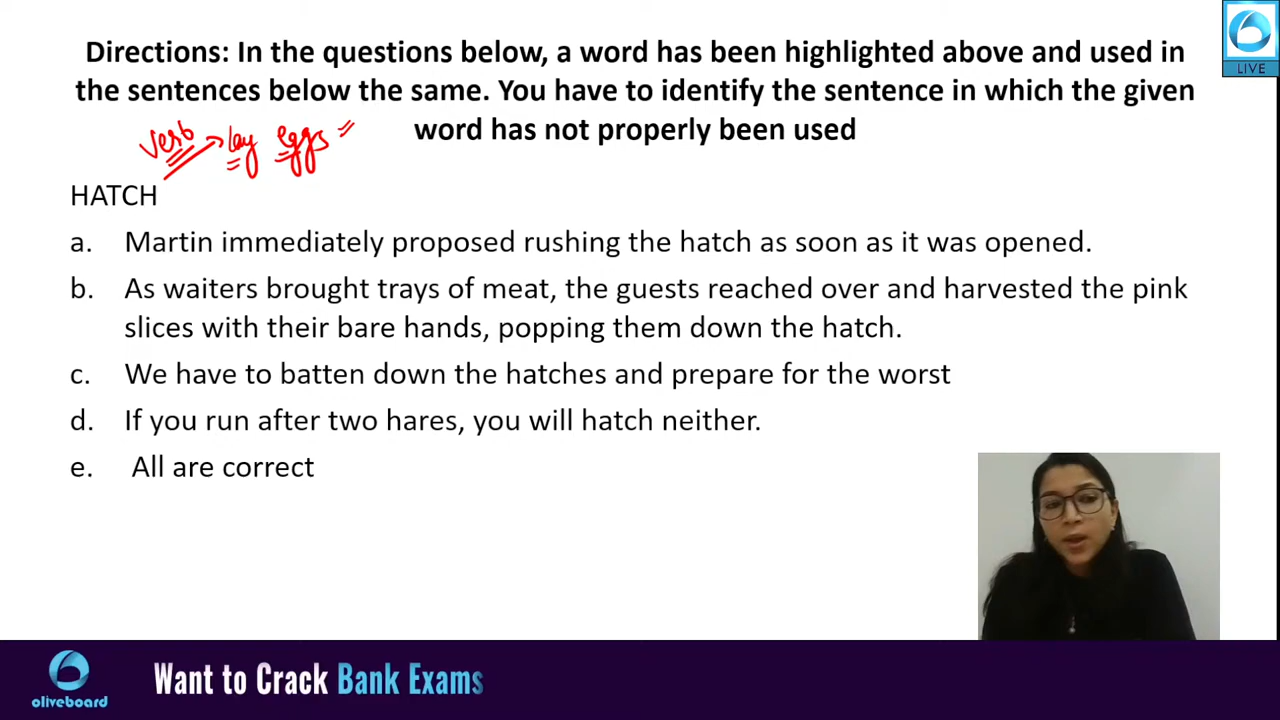 LIVE
Directions: In the questions below, a word has been highlighted above and used in
the sentences below the same. You have to identify the sentence in which the given
word has not properly been used
verb → lay eggs =
HATCH
a. Martin immediately proposed rushing the hatch as soon as it was opened.
b. As waiters brought trays of meat, the guests reached over and harvested the pink
slices with their bare hands, popping them down the hatch.
c. We have to batten down the hatches and prepare for the worst
d. If you run after two hares, you will hatch neither.
e. All are correct
oliveboard
Want to Crack Bank Exams